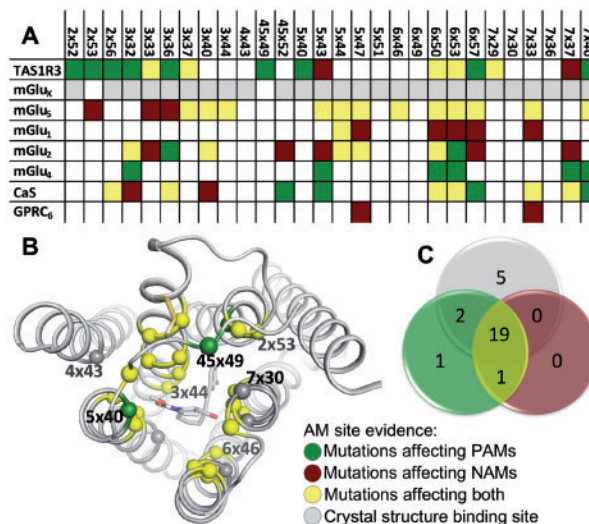 A
2x52 2x53 2x56 3x32 3x33 3x36 3x37 3x40 3x44 4x43 45x49 45x52 5x40 5x43 5x44 5x47 5x51 6x46 6x49 6x50 6x53 6x57 7x29 7x30 7x33 7x36 7x37 7x40
TAS1R3
mGluX
mGlu5
mGlu1
mGlu2
mGlu4
CaS
GPRC6
B
4x43
45x49
2x53
3x44
7x30
5x40
6x46
C
5
2
0
19
1
1
0
AM site evidence:
Mutations affecting PAMs
Mutations affecting NAMs
Mutations affecting both
Crystal structure binding site